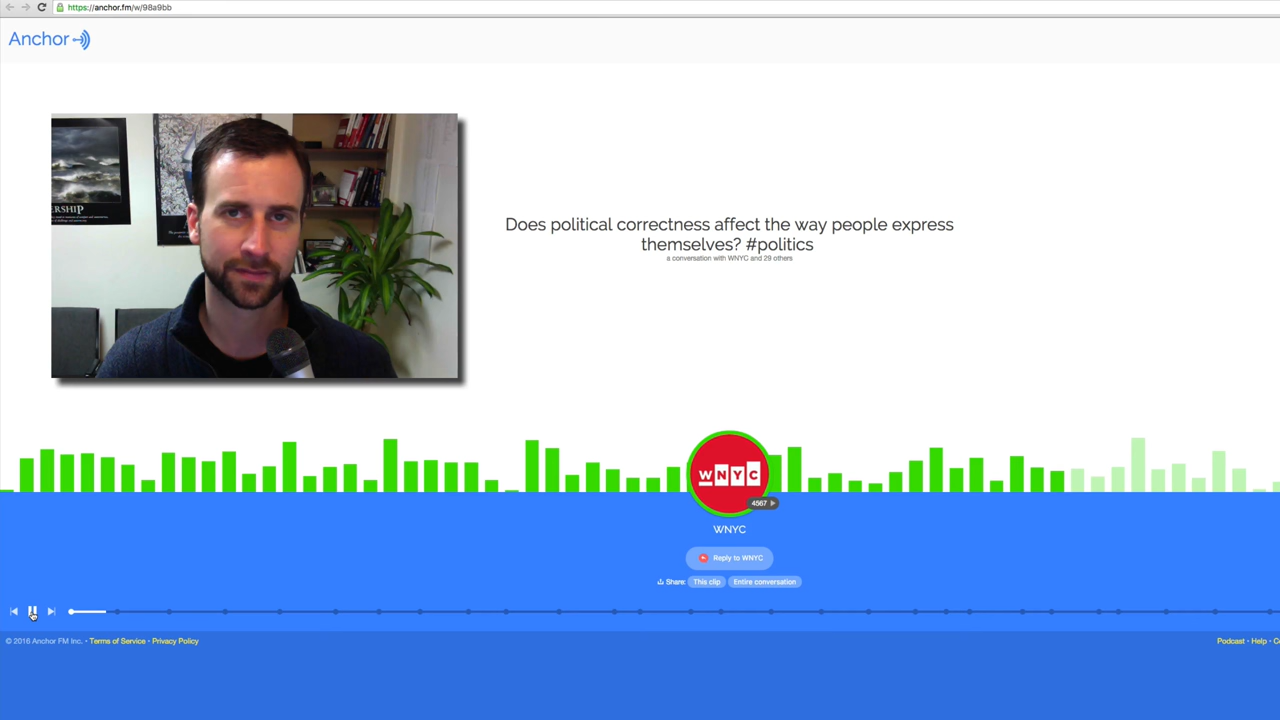 https://anchor.fm/w/98a9bb
Anchor
ERSHIP
Does political correctness affect the way people express
themselves? #politics
a conversation with WNYC and 29 others
WNYC
4567
WNYC
Reply to WNYC
Share: This clip Entire conversation
© 2016 Anchor FM Inc. • Terms of Service • Privacy Policy
Podcast • Help •